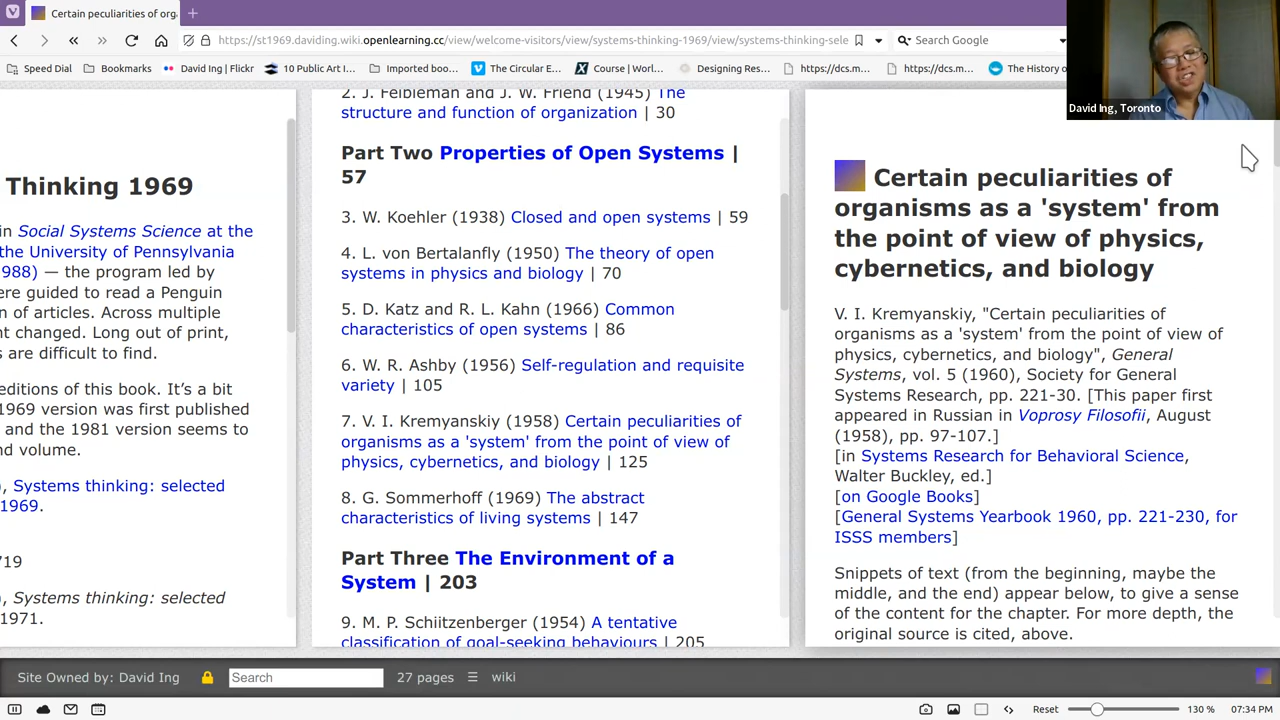 Certain peculiarities of org
https://st1969.daviding.wiki.openlearning.cc/view/welcome-visitors/view/systems-thinking-1969/view/systems-thinking-sele
Search Google
Speed Dial
Bookmarks
David Ing | Flickr
10 Public Art I...
Imported boo...
The Circular E...
Course | Worl...
Designing Res...
https://dcs.m...
https://dcs.m...
The History o
David Ing, Toronto
Thinking 1969
in Social Systems Science at the
the University of Pennsylvania
988) — the program led by
ere guided to read a Penguin
n of articles. Across multiple
nt changed. Long out of print,
s are difficult to find.
editions of this book. It's a bit
1969 version was first published
and the 1981 version seems to
nd volume.
), Systems thinking: selected
1969.
719
), Systems thinking: selected
1971.
2. J. Feibleman and J. W. Friend (1945) The
structure and function of organization | 30
Part Two Properties of Open Systems |
57
3. W. Koehler (1938) Closed and open systems | 59
4. L. von Bertalanfly (1950) The theory of open
systems in physics and biology | 70
5. D. Katz and R. L. Kahn (1966) Common
characteristics of open systems | 86
6. W. R. Ashby (1956) Self-regulation and requisite
variety | 105
7. V. I. Kremyanskiy (1958) Certain peculiarities of
organisms as a 'system' from the point of view of
physics, cybernetics, and biology | 125
8. G. Sommerhoff (1969) The abstract
characteristics of living systems | 147
Part Three The Environment of a
System | 203
9. M. P. Schiitzenberger (1954) A tentative
classification of goal-seeking behaviours | 205
Certain peculiarities of
organisms as a 'system' from
the point of view of physics,
cybernetics, and biology
V. I. Kremyanskiy, "Certain peculiarities of
organisms as a 'system' from the point of view of
physics, cybernetics, and biology", General
Systems, vol. 5 (1960), Society for General
Systems Research, pp. 221-30. [This paper first
appeared in Russian in Voprosy Filosofii, August
(1958), pp. 97-107.]
[in Systems Research for Behavioral Science,
Walter Buckley, ed.]
[on Google Books]
[General Systems Yearbook 1960, pp. 221-230, for
ISSS members]
Snippets of text (from the beginning, maybe the
middle, and the end) appear below, to give a sense
of the content for the chapter. For more depth, the
original source is cited, above.
Site Owned by: David Ing
Search
27 pages
wiki
Reset
130 %
07:34 PM